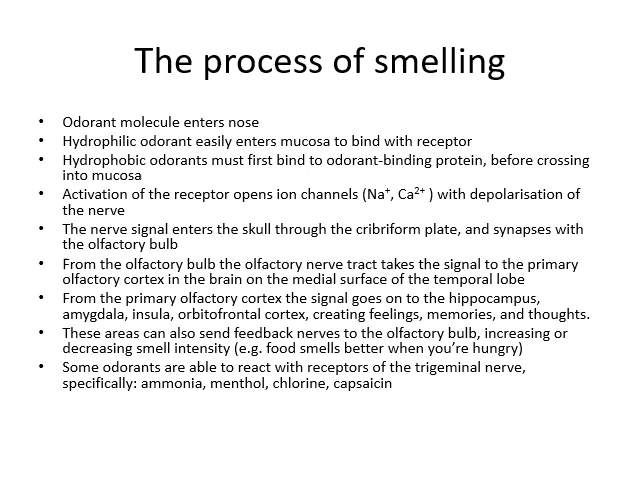 The process of smelling
• Odorant molecule enters nose
• Hydrophilic odorant easily enters mucosa to bind with receptor
• Hydrophobic odorants must first bind to odorant-binding protein, before crossing
into mucosa
• Activation of the receptor opens ion channels (Na⁺, Ca²⁺ ) with depolarisation of
the nerve
• The nerve signal enters the skull through the cribriform plate, and synapses with
the olfactory bulb
• From the olfactory bulb the olfactory nerve tract takes the signal to the primary
olfactory cortex in the brain on the medial surface of the temporal lobe
• From the primary olfactory cortex the signal goes on to the hippocampus,
amygdala, insula, orbitofrontal cortex, creating feelings, memories, and thoughts.
• These areas can also send feedback nerves to the olfactory bulb, increasing or
decreasing smell intensity (e.g. food smells better when you’re hungry)
• Some odorants are able to react with receptors of the trigeminal nerve,
specifically: ammonia, menthol, chlorine, capsaicin